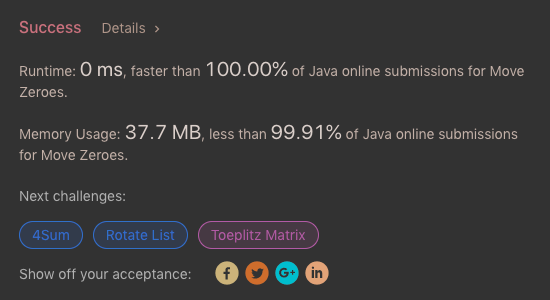 Success Details >
Runtime: 0 ms, faster than 100.00% of Java online submissions for Move
Zeroes.
Memory Usage: 37.7 MB, less than 99.91% of Java online submissions
for Move Zeroes.
Next challenges:
4Sum Rotate List Toeplitz Matrix
Show off your acceptance: f G+ in